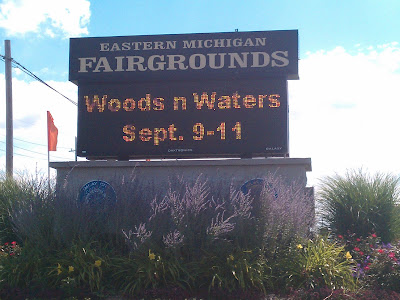 EASTERN MICHIGAN
FAIRGROUNDS
Woods n Waters
Sept. 9-11